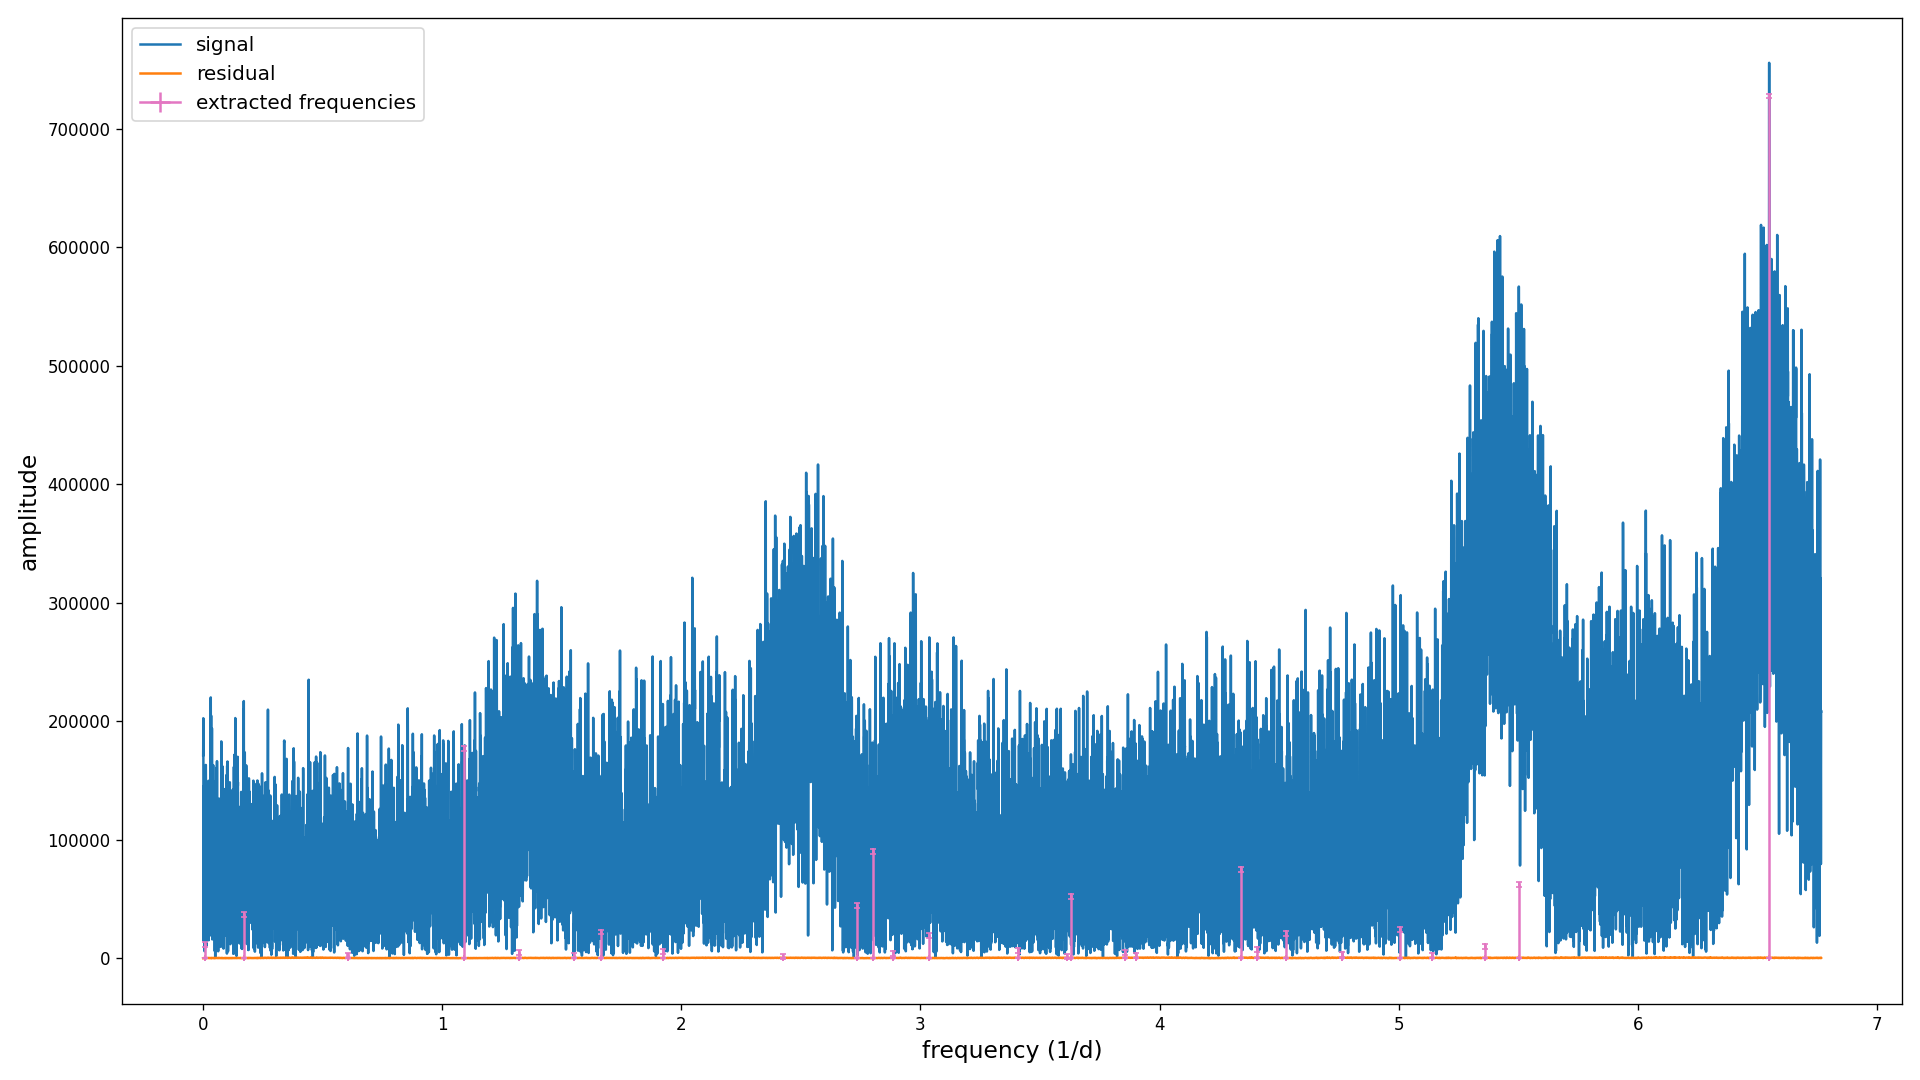 signal
residual
extracted frequencies
amplitude
700000
600000
500000
400000
300000
200000
100000
0
0 1 2 3 4 5 6 7
frequency (1/d)